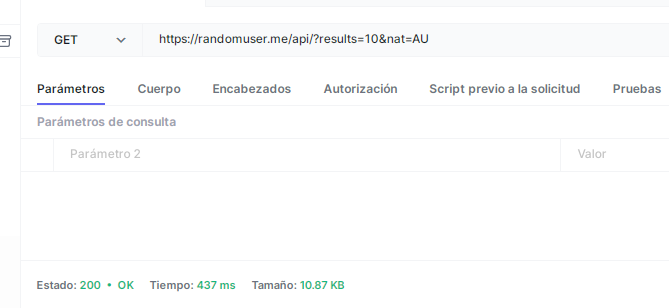 GET https://randomuser.me/api/?results=10&nat=AU
Parámetros Cuerpo Encabezados Autorización Script previo a la solicitud Pruebas
Parámetros de consulta
Parámetro 2 Valor
Estado: 200 • OK Tiempo: 437 ms Tamaño: 10.87 KB